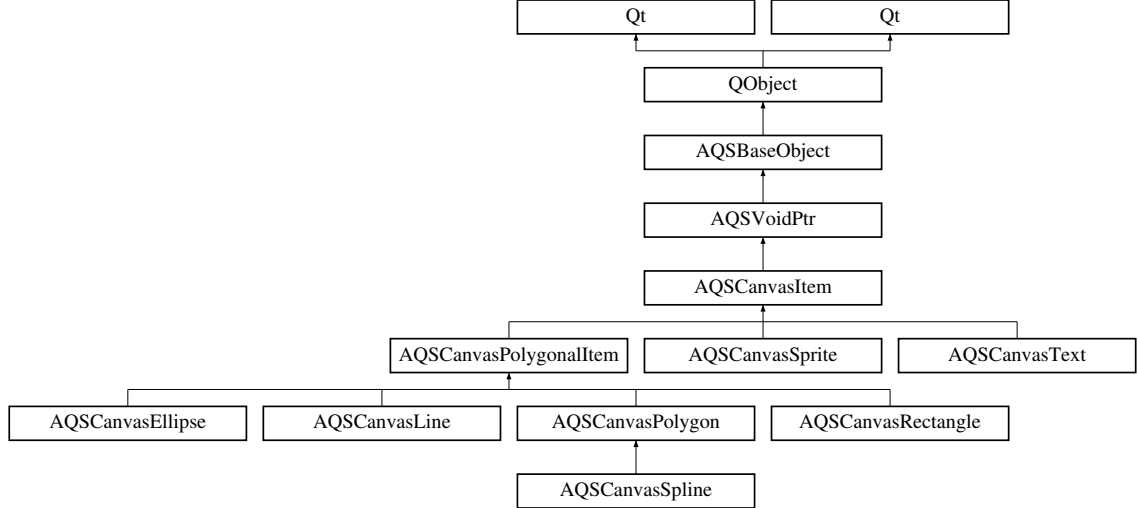 Qt
Qt
QObject
AQSBaseObject
AQSVoidPtr
AQSCanvasItem
AQSCanvasPolygonalItem
AQSCanvasSprite
AQSCanvasText
AQSCanvasEllipse
AQSCanvasLine
AQSCanvasPolygon
AQSCanvasRectangle
AQSCanvasSpline